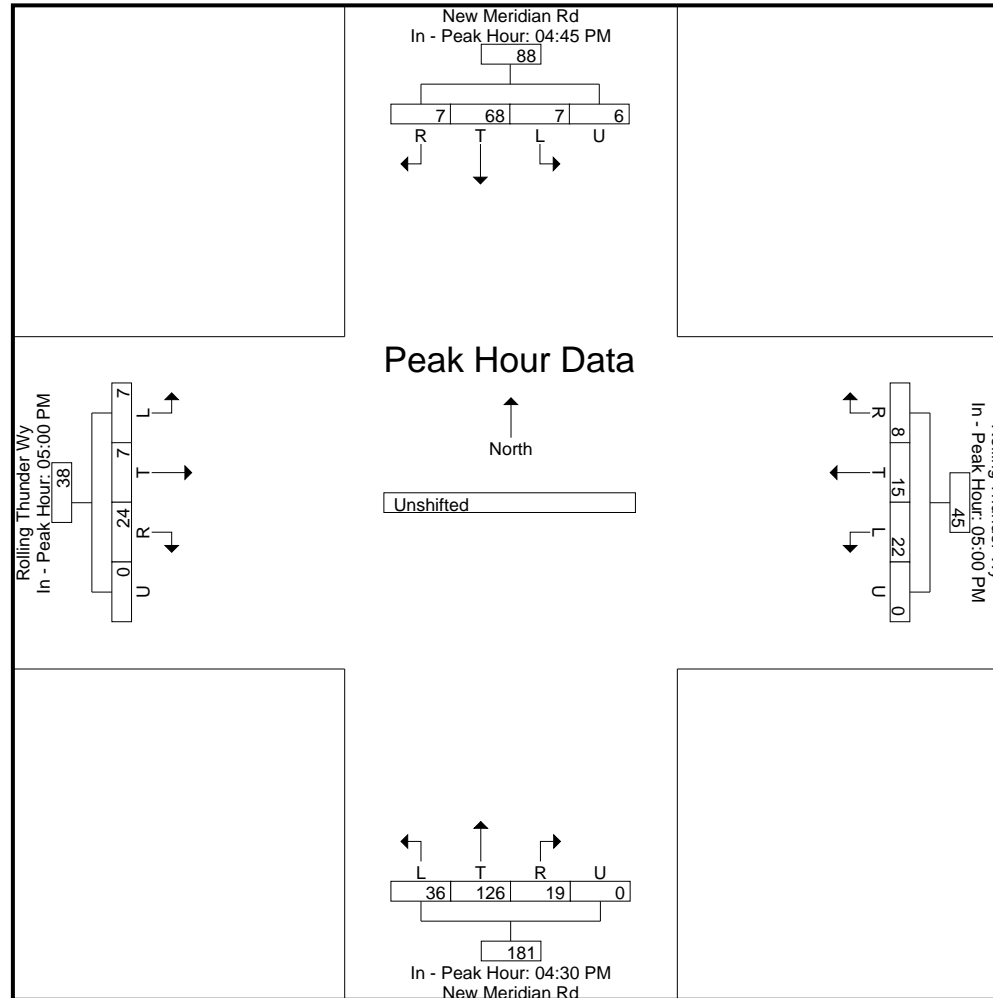 New Meridian Rd
In - Peak Hour: 04:45 PM
88
7 68 7 6
R T L U
Peak Hour Data
North
Unshifted
Rolling Thunder Wy
In - Peak Hour: 05:00 PM
38
7 7 24 0
L T R U
In - Peak Hour: 05:00 PM
45
8 15 22 0
R T L U
L T R U
36 126 19 0
181
In - Peak Hour: 04:30 PM
New Meridian Rd